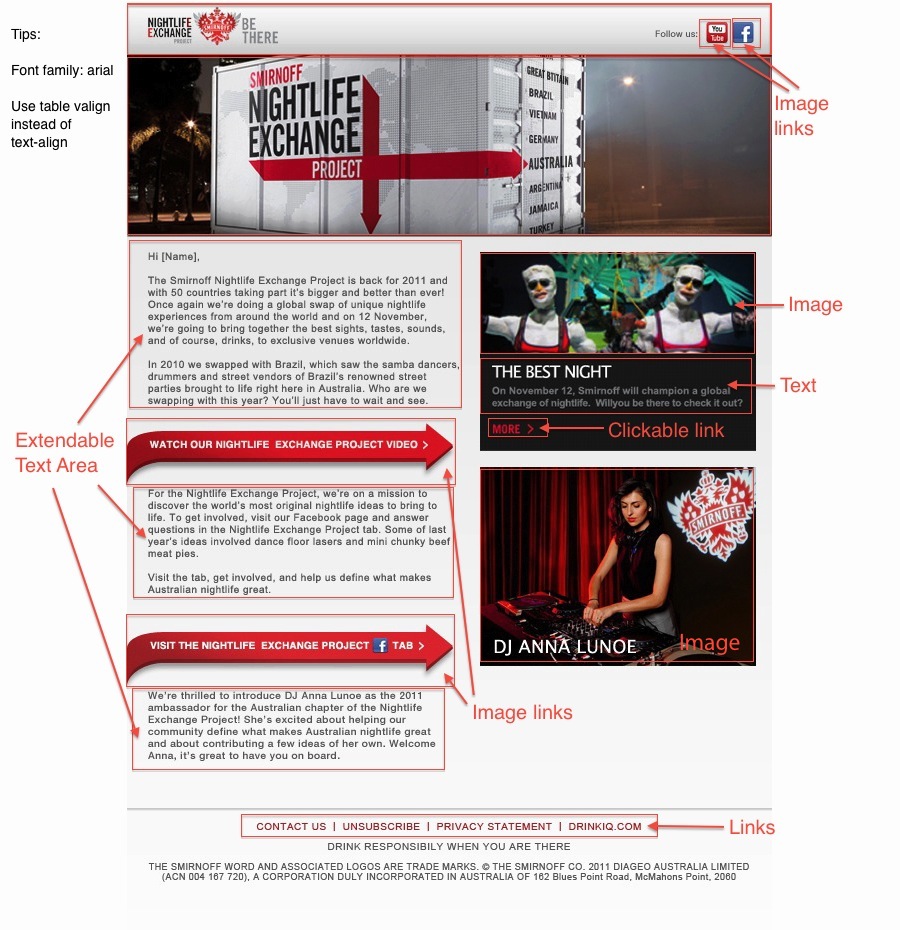 Tips:
Font family: arial
Use table valign
instead of
text-align
NIGHTLIFE
EXCHANGE
PROJECT
SMIRNOFF
BE
THERE
Follow us:
You
Tube
f
Image
links
SMIRNOFF
NIGHTLIFE
EXCHANGE
PROJECT
GREAT BRITAIN
BRAZIL
VIETNAM
GERMANY
AUSTRALIA
ARGENTINA
JAMAICA
TURKEY
Hi [Name],
The Smirnoff Nightlife Exchange Project is back for 2011 and
with 50 countries taking part it's bigger and better than ever!
Once again we're doing a global swap of unique nightlife
experiences from around the world and on 12 November,
we're going to bring together the best sights, tastes, sounds,
and of course, drinks, to exclusive venues worldwide.
In 2010 we swapped with Brazil, which saw the samba dancers,
drummers and street vendors of Brazil's renowned street
parties brought to life right here in Australia. Who are we
swapping with this year? You'll just have to wait and see.
Extendable
Text Area
WATCH OUR NIGHTLIFE EXCHANGE PROJECT VIDEO >
For the Nightlife Exchange Project, we're on a mission to
discover the world's most original nightlife ideas to bring to
life. To get involved, visit our Facebook page and answer
questions in the Nightlife Exchange Project tab. Some of last
year's ideas involved dance floor lasers and mini chunky beef
meat pies.
Visit the tab, get involved, and help us define what makes
Australian nightlife great.
VISIT THE NIGHTLIFE EXCHANGE PROJECT f TAB >
We're thrilled to introduce DJ Anna Lunoe as the 2011
ambassador for the Australian chapter of the Nightlife
Exchange Project! She's excited about helping our
community define what makes Australian nightlife great
and about contributing a few ideas of her own. Welcome
Anna, it's great to have you on board.
Image
THE BEST NIGHT
On November 12, Smirnoff will champion a global
exchange of nightlife. Willyou be there to check it out?
Text
MORE >
Clickable link
SMIRNOFF
DJ ANNA LUNOE
Image
Image links
CONTACT US | UNSUBSCRIBE | PRIVACY STATEMENT | DRINKIQ.COM
Links
DRINK RESPONSIBILY WHEN YOU ARE THERE
THE SMIRNOFF WORD AND ASSOCIATED LOGOS ARE TRADE MARKS. © THE SMIRNOFF CO. 2011 DIAGEO AUSTRALIA LIMITED
(ACN 004 167 720), A CORPORATION DULY INCORPORATED IN AUSTRALIA OF 162 Blues Point Road, McMahons Point, 2060